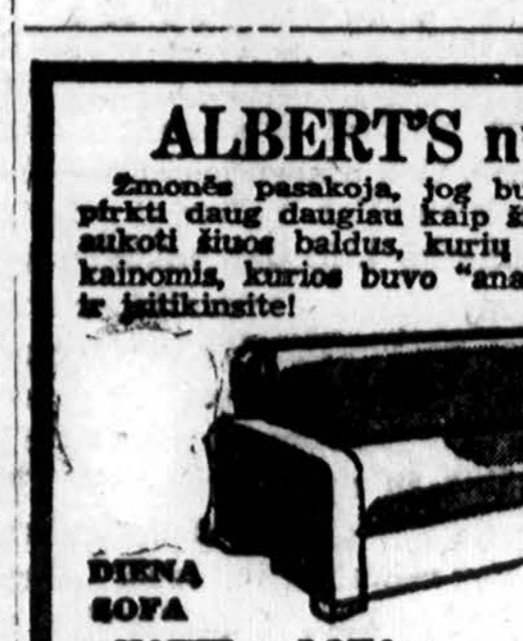 ALBERT'S
Žmonės pasakoja, jog
pirkti daug daugiau kaip
aukoti šiuos baldus, kurių
kainomis, kurios buvo "ana
ir įsitikinsite!
DIENĄ
SOFA